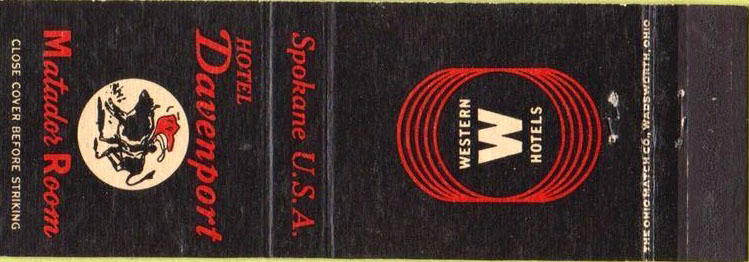 HOTEL
Davenport
Matador Room
CLOSE COVER BEFORE STRIKING
Spokane U.S.A.
WESTERN
W
HOTELS
THE OHIO MATCH CO., WADSWORTH, OHIO